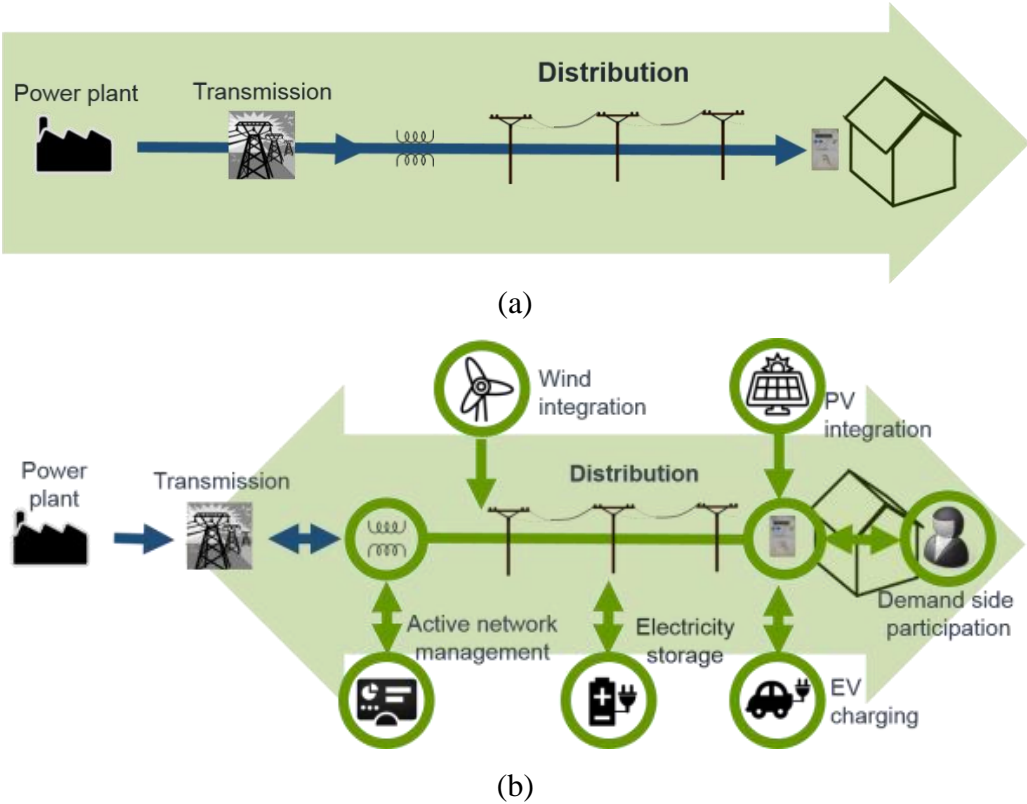 Power plant
Transmission
Distribution
(a)
Wind
integration
PV
integration
Power
plant
Transmission
Distribution
Active network
management
Electricity
storage
Demand side
participation
EV
charging
(b)